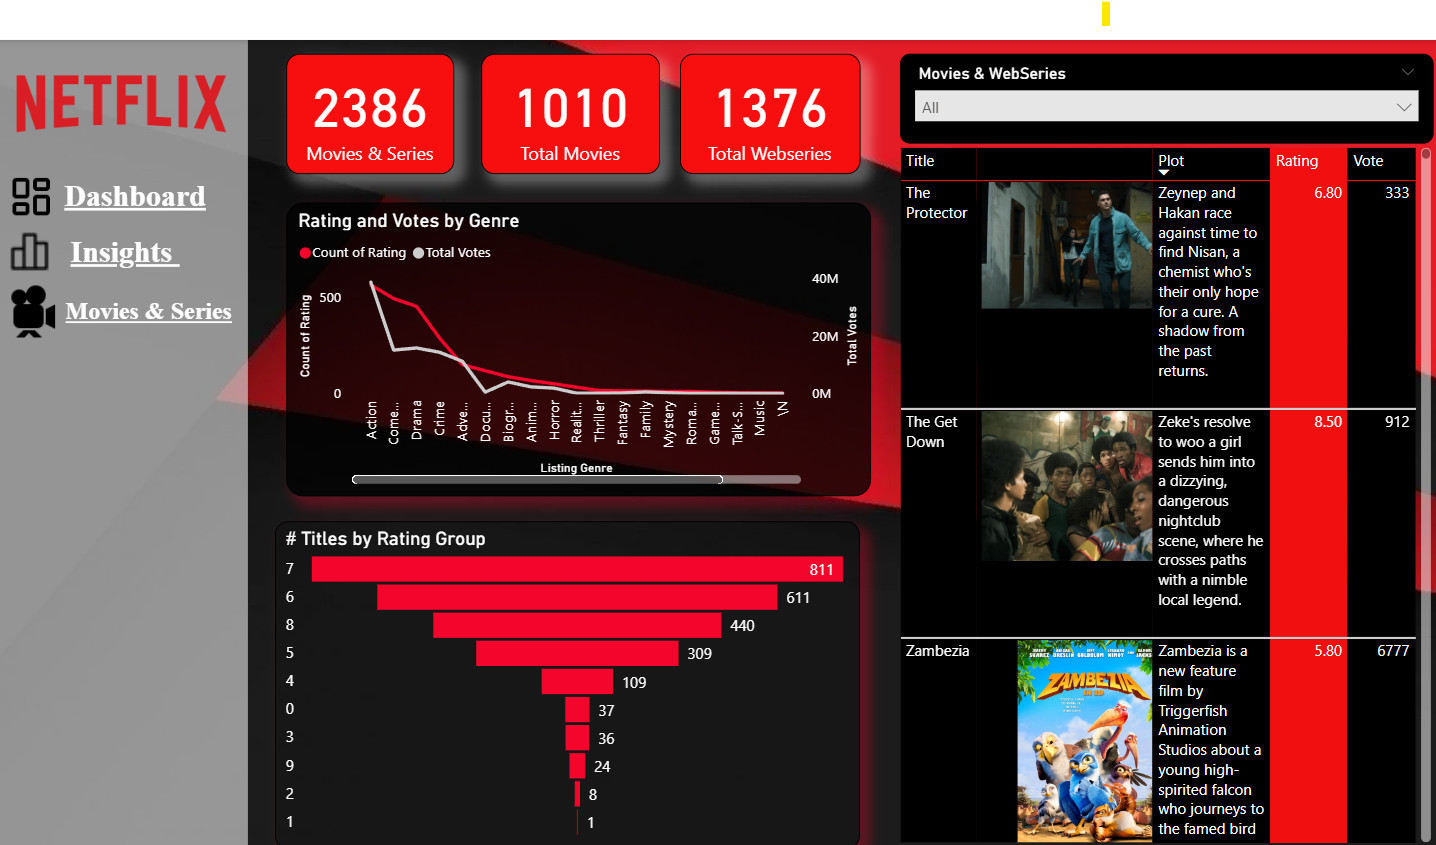 NETFLIX
Dashboard
Insights
Movies & Series
2386
Movies & Series
1010
Total Movies
1376
Total Webseries
Rating and Votes by Genre
Count of Rating
Total Votes
Count of Rating
500
0
40M
20M
0M
Total Votes
Action
Come...
Drama
Crime
Adve...
Docu...
Biogr...
Anim...
Horror
Realit...
Thriller
Fantasy
Family
Mystery
Roma...
Game...
Talk-S...
Music
\N
Listing Genre
# Titles by Rating Group
7 811
6 611
8 440
5 309
4 109
0 37
3 36
9 24
2 8
1 1
Movies & WebSeries
All
Title Plot Rating Vote
The Protector
Zeynep and
Hakan race
against time to
find Nisan, a
chemist who's
their only hope
for a cure. A
shadow from
the past
returns.
6.80 333
The Get
Down
Zeke's resolve
to woo a girl
sends him into
a dizzying,
dangerous
nightclub
scene, where he
crosses paths
with a nimble
local legend.
8.50 912
Zambezia
ZAMBEZIA
Zambezia is a
new feature
film by
Triggerfish
Animation
Studios about a
young high-
spirited falcon
who journeys to
the famed bird
5.80 6777